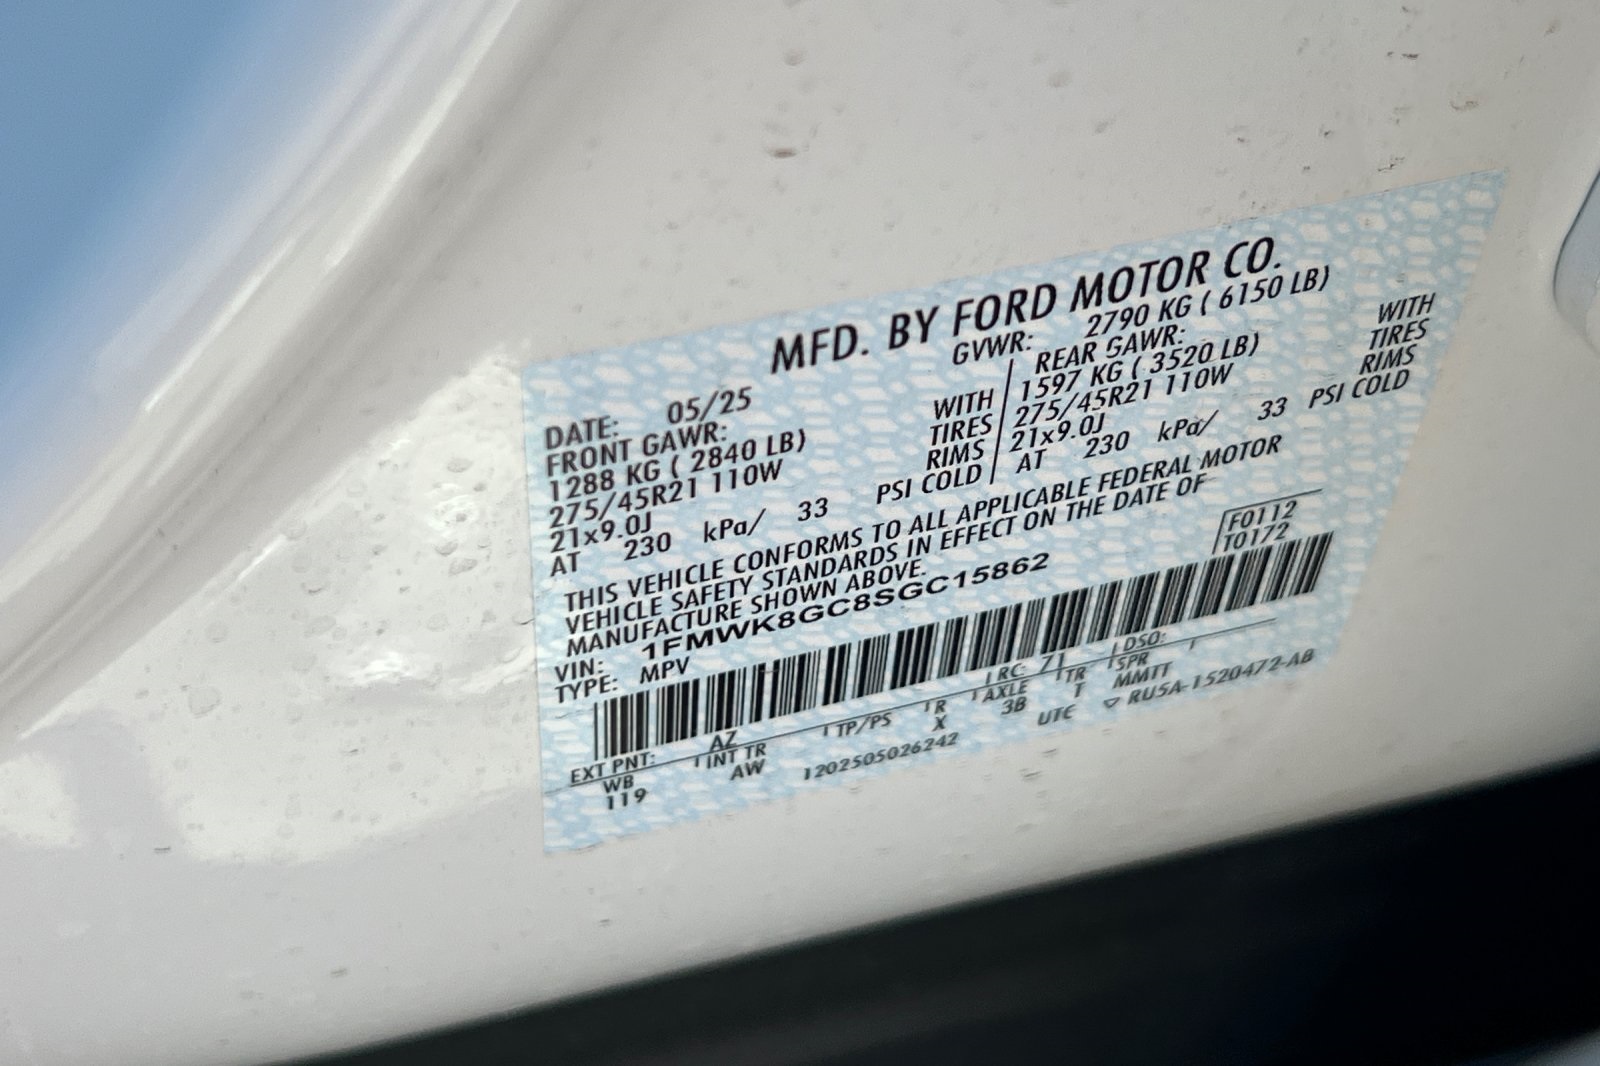 MFD. BY FORD MOTOR CO.
DATE: 05/25 GVWR: 2790 KG ( 6150 LB)
FRONT GAWR: REAR GAWR:
1288 KG ( 2840 LB) WITH 1597 KG ( 3520 LB) WITH
275/45R21 110W TIRES 275/45R21 110W TIRES
21x9.0J RIMS 21x9.0J RIMS
AT 230 kPa/ 33 PSI COLD AT 230 kPa/ 33 PSI COLD
THIS VEHICLE CONFORMS TO ALL APPLICABLE FEDERAL MOTOR
VEHICLE SAFETY STANDARDS IN EFFECT ON THE DATE OF
MANUFACTURE SHOWN ABOVE.
VIN: 1FMWK8GC8SGC15862 F0112
TYPE: MPV T0172
EXT PNT: AZ RC: 71 DSO:
WB INT TR TP/PS R AXLE TR SPR
119 AW X 3B T MMTT
1202505026242 UTC ▽ RU5A-1520472-AB